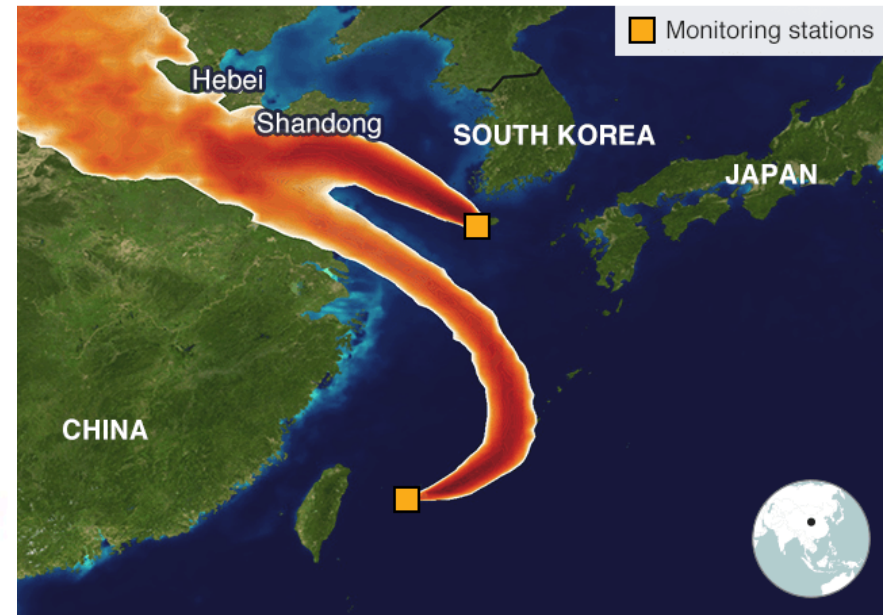 Monitoring stations
Hebei
Shandong
SOUTH KOREA
JAPAN
CHINA